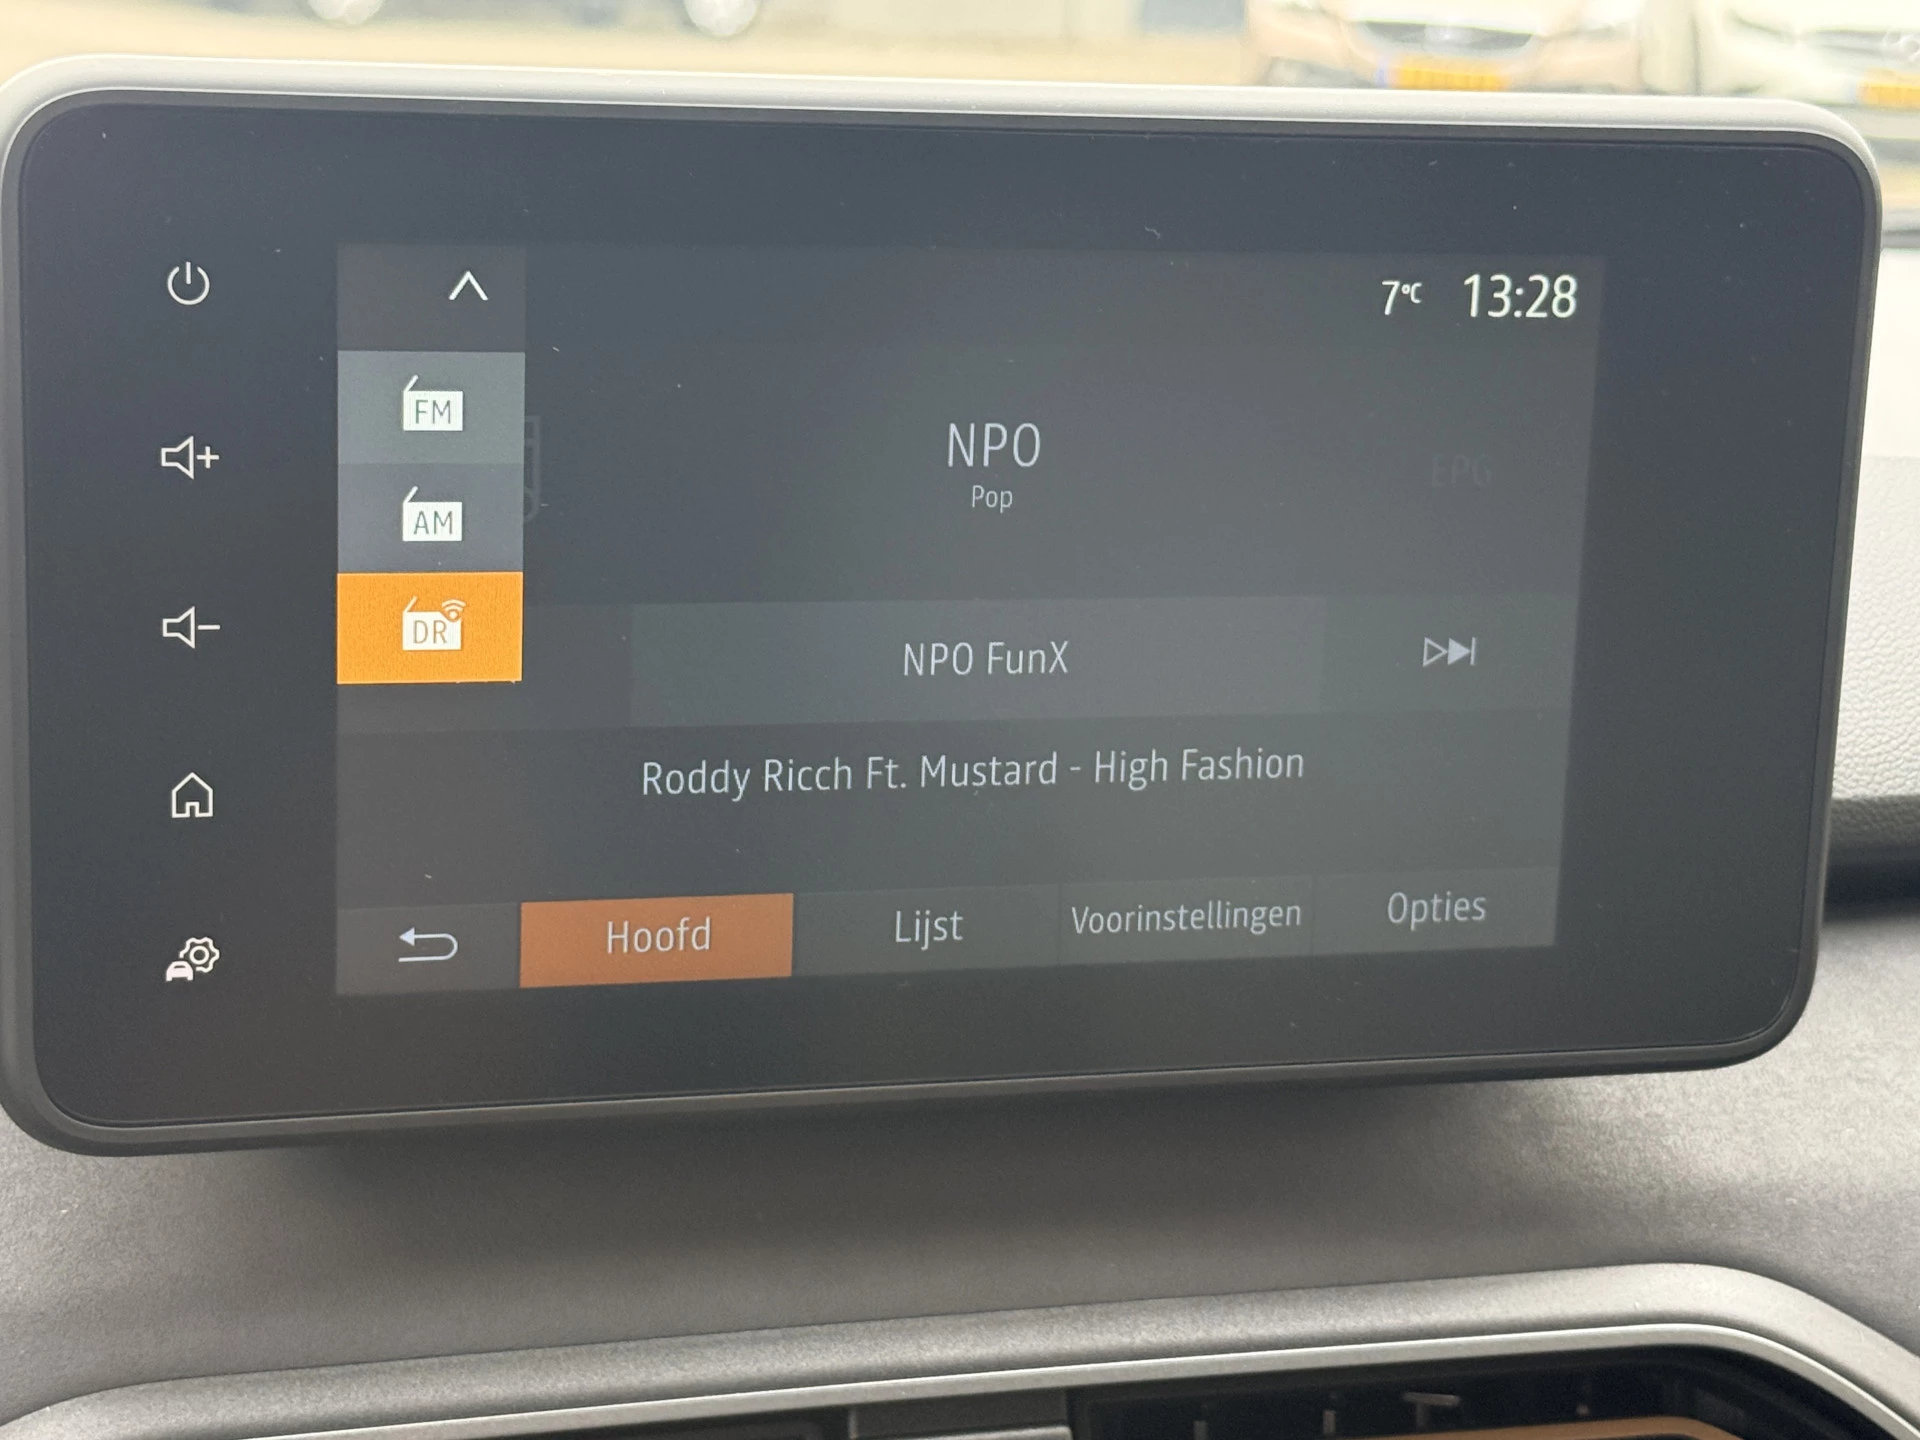 7°C 13:28
FM
AM
DR
NPO
Pop
EPG
NPO FunX
Roddy Ricch Ft. Mustard - High Fashion
Hoofd
Lijst
Voorinstellingen
Opties